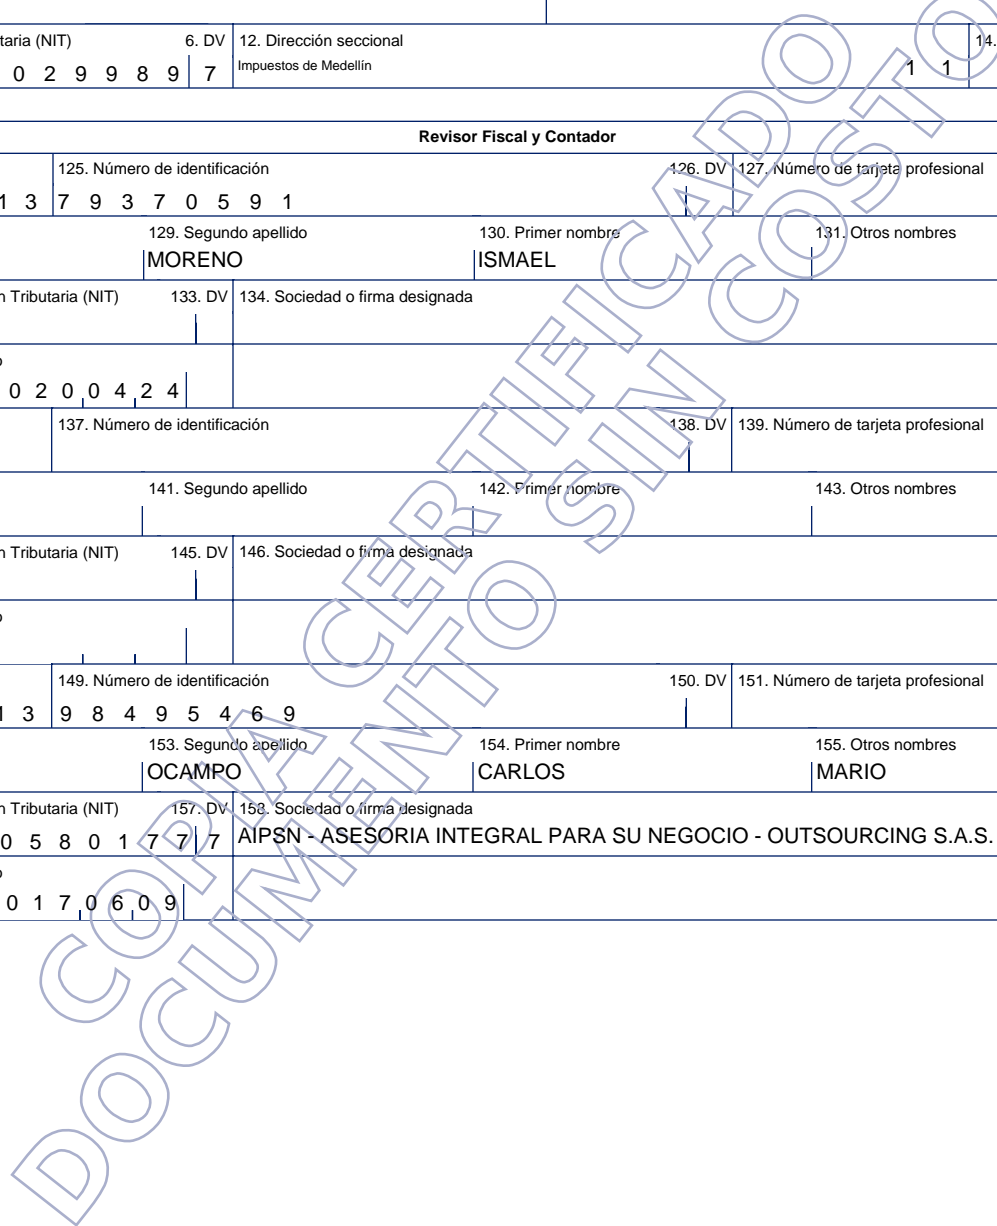 taria (NIT) 6. DV 12. Dirección seccional 14.
0 2 9 9 8 9 7 Impuestos de Medellín 1 1
Revisor Fiscal y Contador
125. Número de identificación 126. DV 127. Número de tarjeta profesional
1 3 7 9 3 7 0 5 9 1
129. Segundo apellido 130. Primer nombre 131. Otros nombres
MORENO ISMAEL
n Tributaria (NIT) 133. DV 134. Sociedad o firma designada
o
0 2 0 0 4 2 4
137. Número de identificación 138. DV 139. Número de tarjeta profesional
141. Segundo apellido 142. Primer nombre 143. Otros nombres
n Tributaria (NIT) 145. DV 146. Sociedad o firma designada
o
149. Número de identificación 150. DV 151. Número de tarjeta profesional
1 3 9 8 4 9 5 4 6 9
153. Segundo apellido 154. Primer nombre 155. Otros nombres
OCAMPO CARLOS MARIO
n Tributaria (NIT) 157. DV 158. Sociedad o firma designada
0 5 8 0 1 7 7 7 AIPSN - ASESORIA INTEGRAL PARA SU NEGOCIO - OUTSOURCING S.A.S.
o
0 1 7 0 6 0 9
COPIA CERTIFICADO
DOCUMENTO SIN COSTO